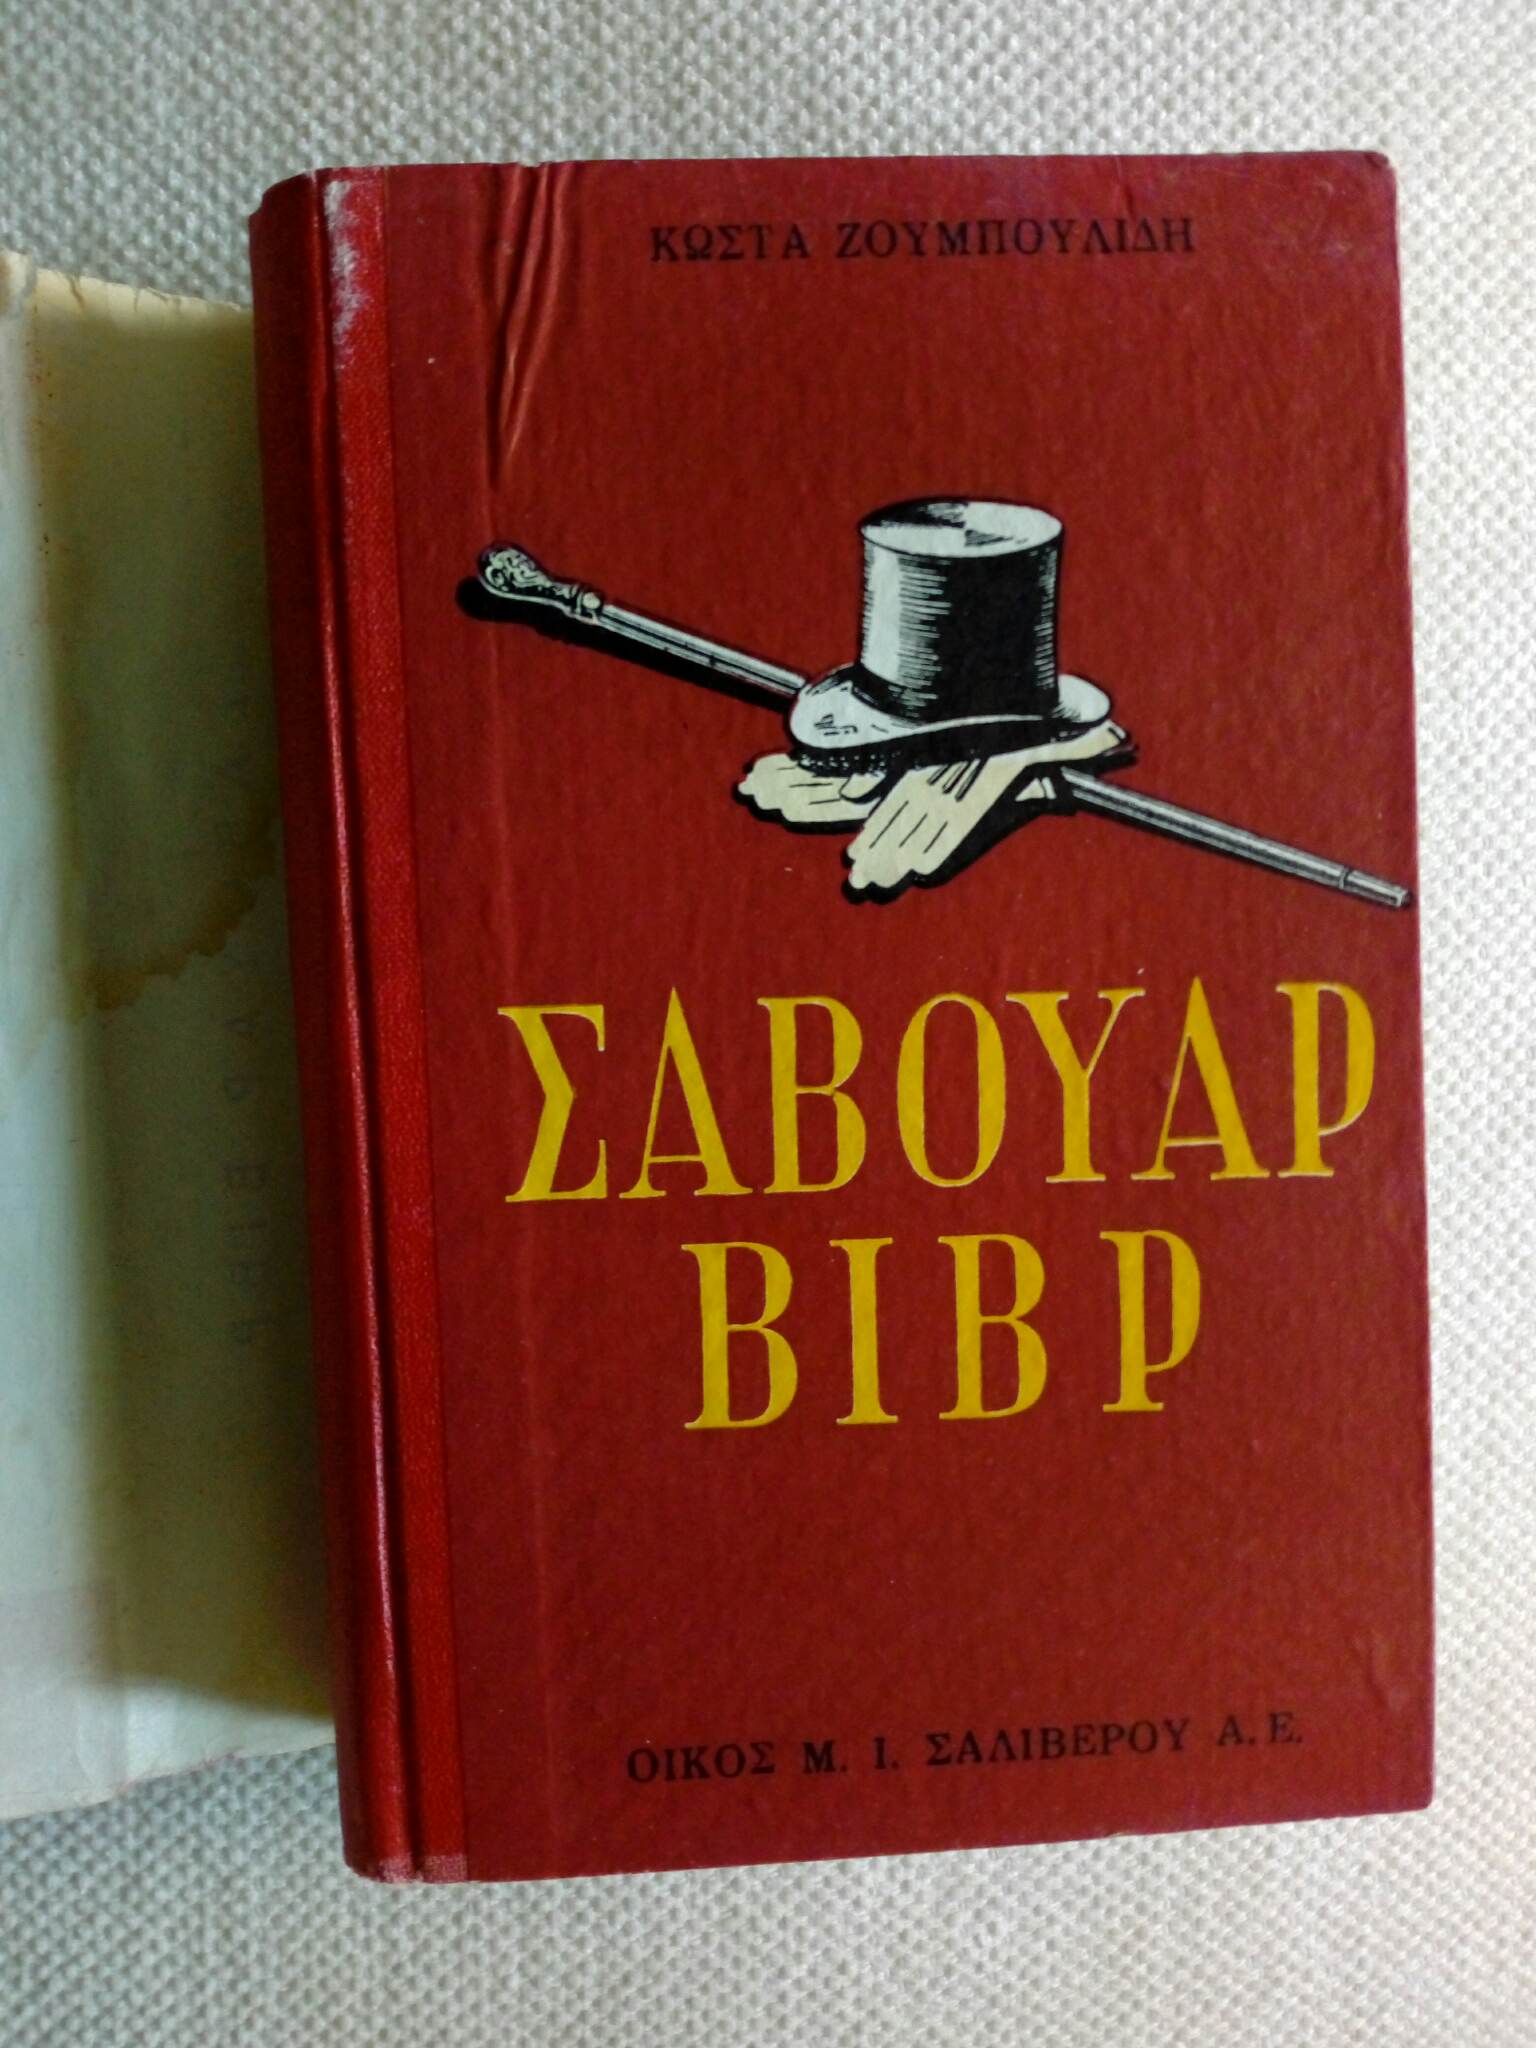 ΚΩΣΤΑ ΖΟΥΜΠΟΥΛΙΔΗ
ΣΑΒΟΥΑΡ
ΒΙΒΡ
ΟΙΚΟΣ Μ. Ι. ΣΑΛΙΒΕΡΟΥ Α. Ε.